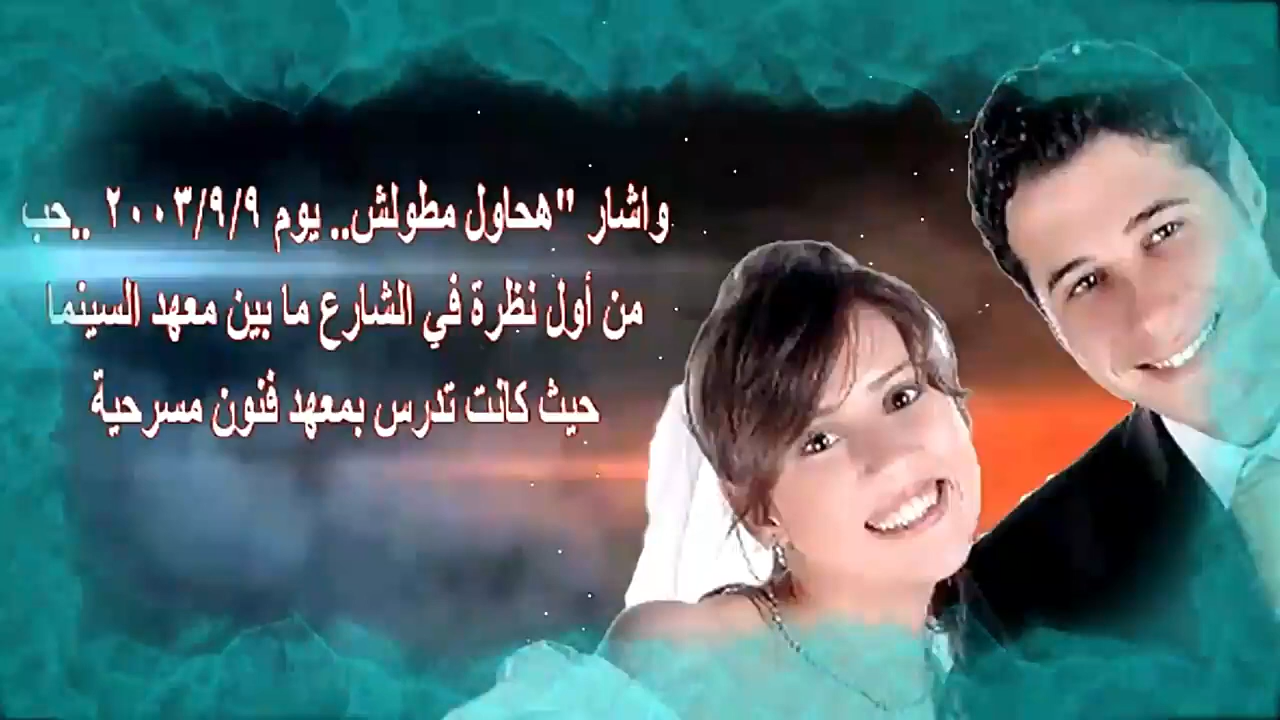 واشار "هحاول مطولش.. يوم ٢٠٠٣/٩/٩ ..حب
من أول نظرة في الشارع ما بين معهد السينما
حيث كانت تدرس بمعهد فنون مسرحية